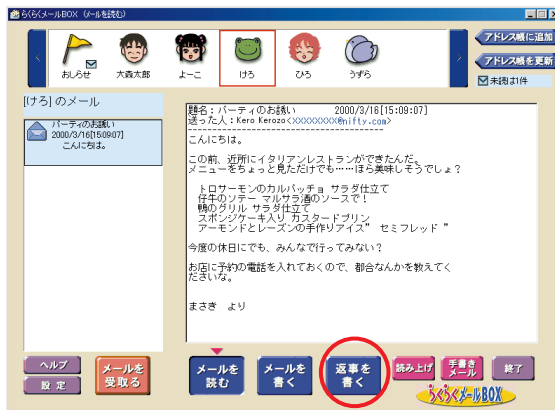 らくらくメールBOX (メールを読む)
おしらせ
大森太郎
よーこ
けろ
ひろ
うずら
アドレス帳に追加
アドレス帳を更新
未読は1件
[けろ] のメール
パーティのお誘い
2000/3/16[150907]
こんにちは。
題名：パーティのお誘い 2000/3/16[15:09:07]
送った人：Kero Kerozo<XXXXXXXX@nifty.com>
こんにちは。
この前、近所にイタリアンレストランができたんだ。
メニューをちょっと見ただけでも……ほら美味しそうでしょ？
トロサーモンのカルパッチョ サラダ仕立て
仔牛のソテー マルサラ酒のソースで！
鴨のグリル サラダ仕立て
スポンジケーキ入り カスタードプリン
アーモンドとレーズンの手作りアイス” セミフレッド ”
今度の休日にでも、みんなで行ってみない？
お店に予約の電話を入れておくので、都合なんかを教えてく
ださいな。
まさき より
ヘルプ
設 定
メールを
受取る
メールを
読む
メールを
書く
返事を
書く
読み上げ
手書き
メール
終了
らくらくメールBOX